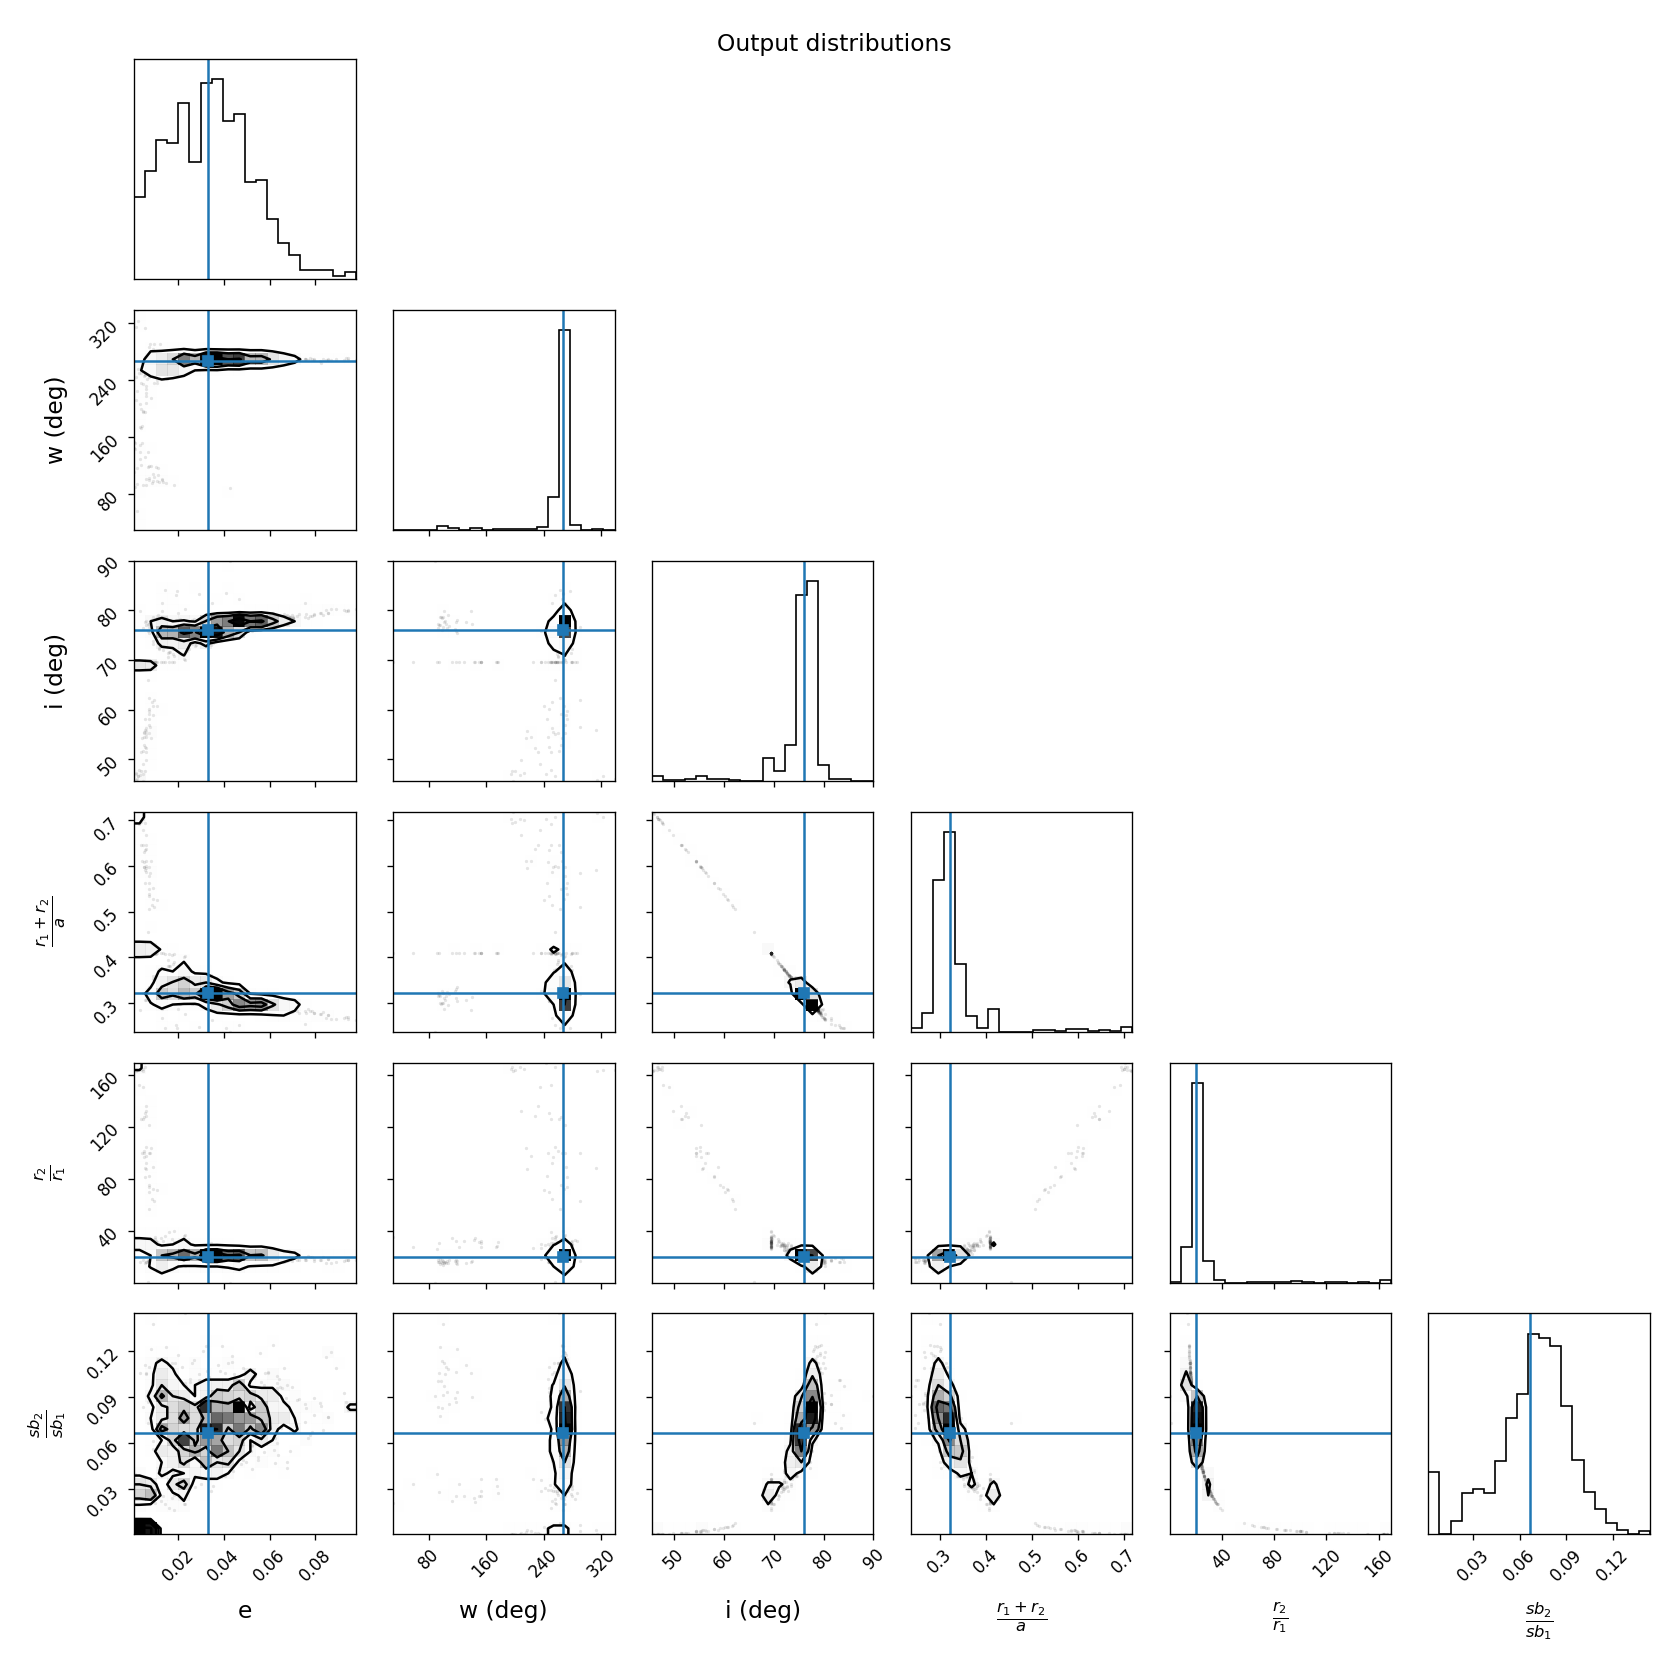 Output distributions
w (deg)
320
240
160
80
i (deg)
90
80
70
60
50
r1 + r2
a
0.7
0.6
0.5
0.4
0.3
r2
r1
160
120
80
40
sb2
sb1
0.12
0.09
0.06
0.03
0.02 0.04 0.06 0.08 80 160 240 320 50 60 70 80 90 0.3 0.4 0.5 0.6 0.7 40 80 120 160 0.03 0.06 0.09 0.12
e w (deg) i (deg)
r1 + r2
a
r2
r1
sb2
sb1